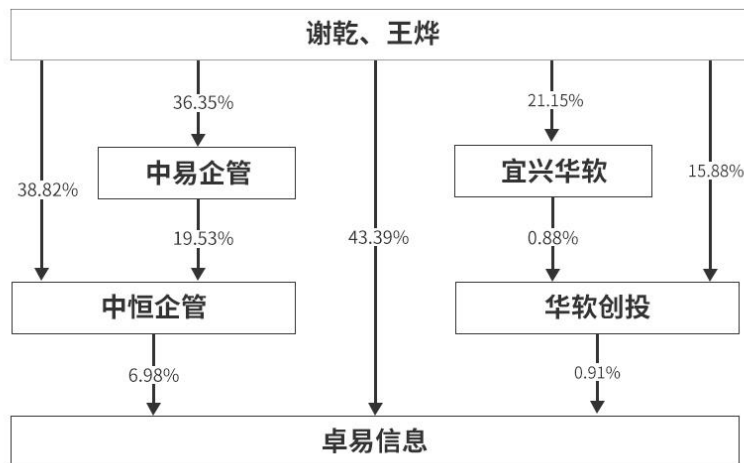 谢乾、王烨
36.35%
21.15%
中易企管
宜兴华软
38.82%
15.88%
19.53%
43.39%
0.88%
中恒企管
华软创投
6.98%
0.91%
卓易信息